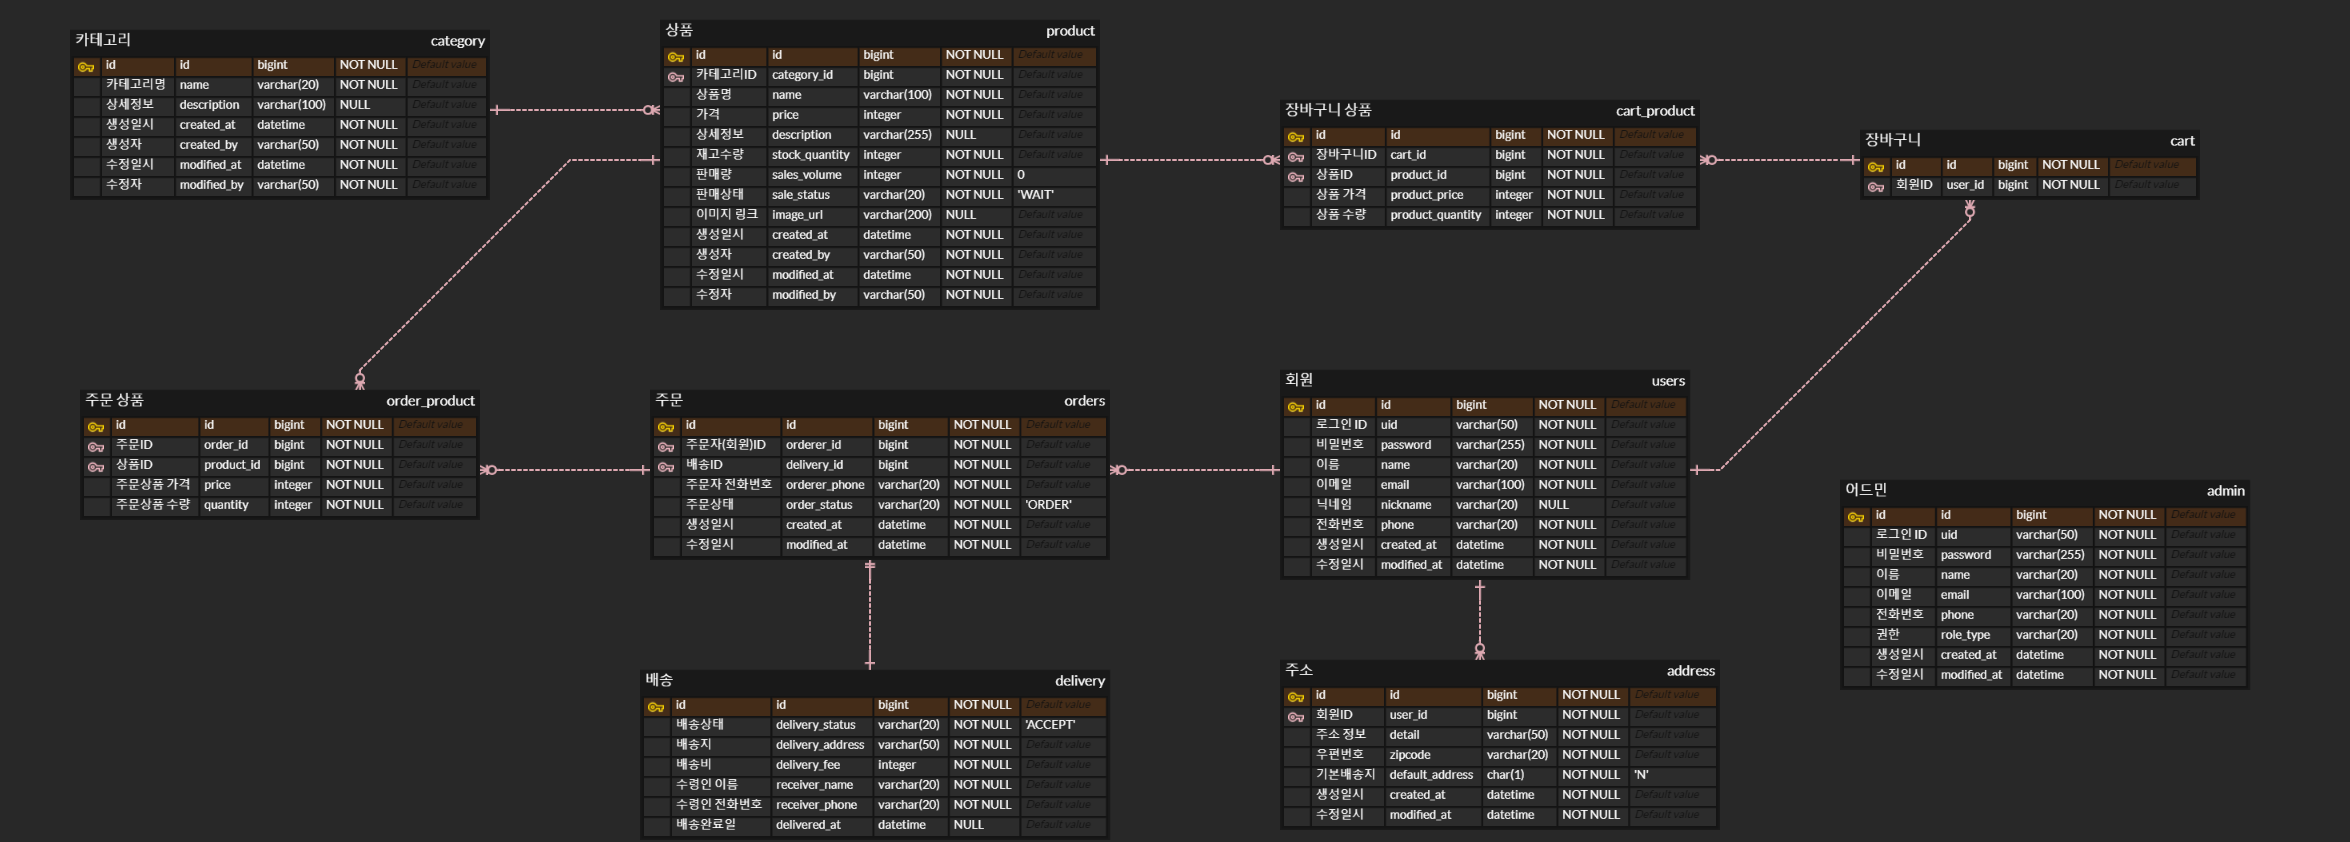 카테고리 category
id id bigint NOT NULL Default value
카테고리명 name varchar(20) NOT NULL Default value
상세정보 description varchar(100) NULL Default value
생성일시 created_at datetime NOT NULL Default value
생성자 created_by varchar(50) NOT NULL Default value
수정일시 modified_at datetime NOT NULL Default value
수정자 modified_by varchar(50) NOT NULL Default value
상품 product
id id bigint NOT NULL Default value
카테고리ID category_id bigint NOT NULL Default value
상품명 name varchar(100) NOT NULL Default value
가격 price integer NOT NULL Default value
상세정보 description varchar(255) NULL Default value
재고수량 stock_quantity integer NOT NULL Default value
판매량 sales_volume integer NOT NULL 0
판매상태 sale_status varchar(20) NOT NULL 'WAIT'
이미지 링크 image_url varchar(200) NULL Default value
생성일시 created_at datetime NOT NULL Default value
생성자 created_by varchar(50) NOT NULL Default value
수정일시 modified_at datetime NOT NULL Default value
수정자 modified_by varchar(50) NOT NULL Default value
장바구니 상품 cart_product
id id bigint NOT NULL Default value
장바구니ID cart_id bigint NOT NULL Default value
상품ID product_id bigint NOT NULL Default value
상품 가격 product_price integer NOT NULL Default value
상품 수량 product_quantity integer NOT NULL Default value
장바구니 cart
id id bigint NOT NULL Default value
회원ID user_id bigint NOT NULL Default value
주문 상품 order_product
id id bigint NOT NULL Default value
주문ID order_id bigint NOT NULL Default value
상품ID product_id bigint NOT NULL Default value
주문상품 가격 price integer NOT NULL Default value
주문상품 수량 quantity integer NOT NULL Default value
주문 orders
id id bigint NOT NULL Default value
주문자(회원)ID orderer_id bigint NOT NULL Default value
배송ID delivery_id bigint NOT NULL Default value
주문자 전화번호 orderer_phone varchar(20) NOT NULL Default value
주문상태 order_status varchar(20) NOT NULL 'ORDER'
생성일시 created_at datetime NOT NULL Default value
수정일시 modified_at datetime NOT NULL Default value
회원 users
id id bigint NOT NULL Default value
로그인 ID uid varchar(50) NOT NULL Default value
비밀번호 password varchar(255) NOT NULL Default value
이름 name varchar(20) NOT NULL Default value
이메일 email varchar(100) NOT NULL Default value
닉네임 nickname varchar(20) NULL Default value
전화번호 phone varchar(20) NOT NULL Default value
생성일시 created_at datetime NOT NULL Default value
수정일시 modified_at datetime NOT NULL Default value
어드민 admin
id id bigint NOT NULL Default value
로그인 ID uid varchar(50) NOT NULL Default value
비밀번호 password varchar(255) NOT NULL Default value
이름 name varchar(20) NOT NULL Default value
이메일 email varchar(100) NOT NULL Default value
전화번호 phone varchar(20) NOT NULL Default value
권한 role_type varchar(20) NOT NULL Default value
생성일시 created_at datetime NOT NULL Default value
수정일시 modified_at datetime NOT NULL Default value
배송 delivery
id id bigint NOT NULL Default value
배송상태 delivery_status varchar(20) NOT NULL 'ACCEPT'
배송지 delivery_address varchar(50) NOT NULL Default value
배송비 delivery_fee integer NOT NULL Default value
수령인 이름 receiver_name varchar(20) NOT NULL Default value
수령인 전화번호 receiver_phone varchar(20) NOT NULL Default value
배송완료일 delivered_at datetime NULL Default value
주소 address
id id bigint NOT NULL Default value
회원ID user_id bigint NOT NULL Default value
주소 정보 detail varchar(50) NOT NULL Default value
우편번호 zipcode varchar(20) NOT NULL Default value
기본배송지 default_address char(1) NOT NULL 'N'
생성일시 created_at datetime NOT NULL Default value
수정일시 modified_at datetime NOT NULL Default value